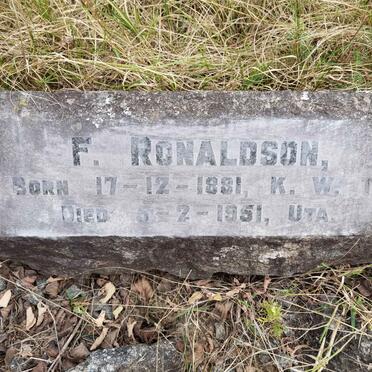 F. RONALDSON,
BORN 17-12-1881, K. W. T
DIED 5-2-1951, UTA.